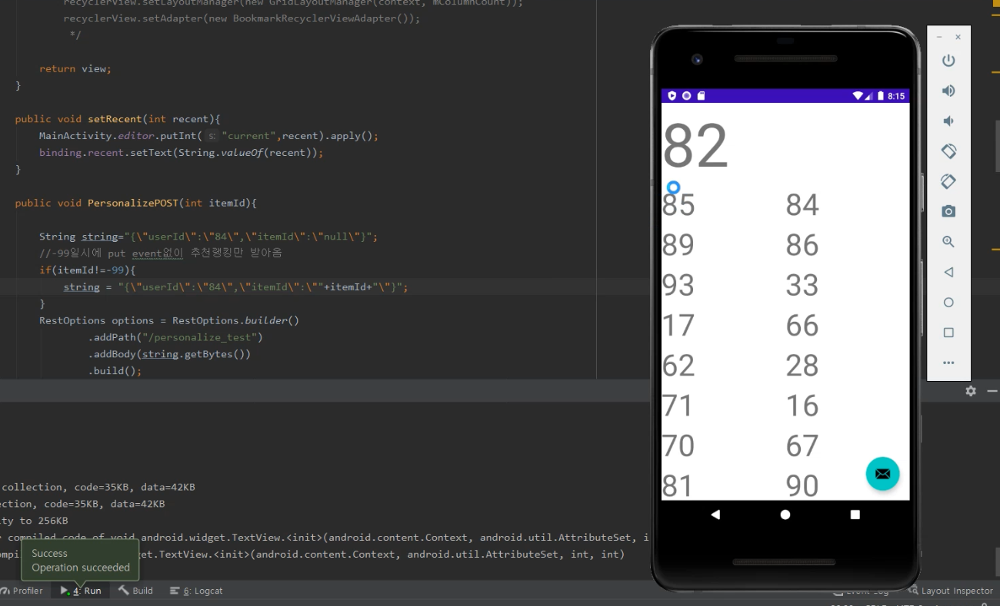 recyclerView.setLayoutManager(new GridLayoutManager(context, mColumnCount));
recyclerView.setAdapter(new BookmarkRecyclerViewAdapter());
*/
return view;
}
public void setRecent(int recent){
MainActivity.editor.putInt( s: "current",recent).apply();
binding.recent.setText(String.valueOf(recent));
}
public void PersonalizePOST(int itemId){
String string="{\"userId\":\"84\",\"itemId\":\"null\"}";
//-99일시에 put event없이 추천랭킹만 받아옴
if(itemId!=-99){
string = "{\"userId\":\"84\",\"itemId\":\""+itemId+"\"}";
}
RestOptions options = RestOptions.builder()
.addPath("/personalize_test")
.addBody(string.getBytes())
.build();
collection, code=35KB, data=42KB
ection, code=35KB, data=42KB
ity to 256KB
compiled code of void android.widget.TextView.<init>(android.content.Context, android.util.AttributeSet, i
et.TextView.<init>(android.content.Context, android.util.AttributeSet, int, int)
Success
Operation succeeded
Profiler
4: Run
Build
6: Logcat
Layout Inspector
8:15
82
85 84
89 86
93 33
17 66
62 28
71 16
70 67
81 90